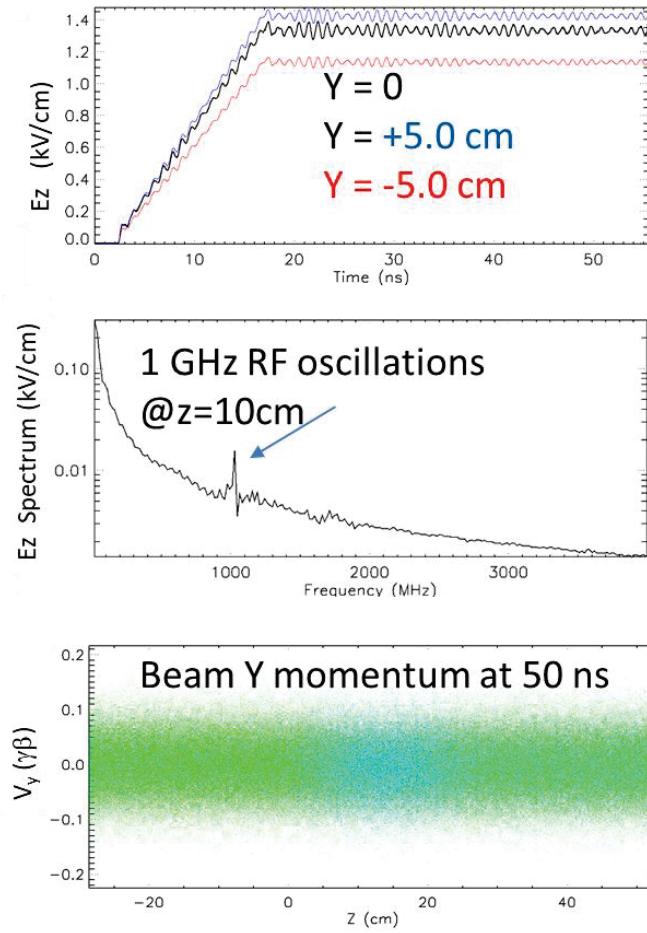 Ez (kV/cm)
1.4
1.2
1.0
0.8
0.6
0.4
0.2
0.0
Y = 0
Y = +5.0 cm
Y = -5.0 cm
0 10 20 30 40 50
Time (ns)
Ez Spectrum (kV/cm)
0.10
0.01
1 GHz RF oscillations
@z=10cm
1000 2000 3000
Frequency (MHz)
Vy (γβ)
0.2
0.1
0.0
-0.1
-0.2
Beam Y momentum at 50 ns
-20 0 20 40
Z (cm)